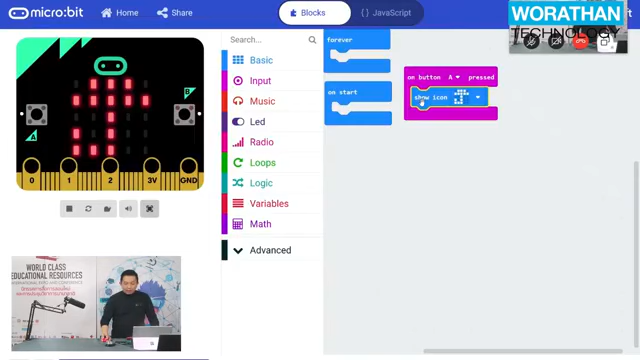 micro:bit
Home
Share
Blocks
JavaScript
WORATHAN
TECHNOLOGY
Search...
Basic
Input
Music
Led
Radio
Loops
Logic
Variables
Math
Advanced
forever
on start
on button A pressed
show icon
A
B
0 1 2 3V GND
WORLD CLASS
EDUCATIONAL RESOURCES